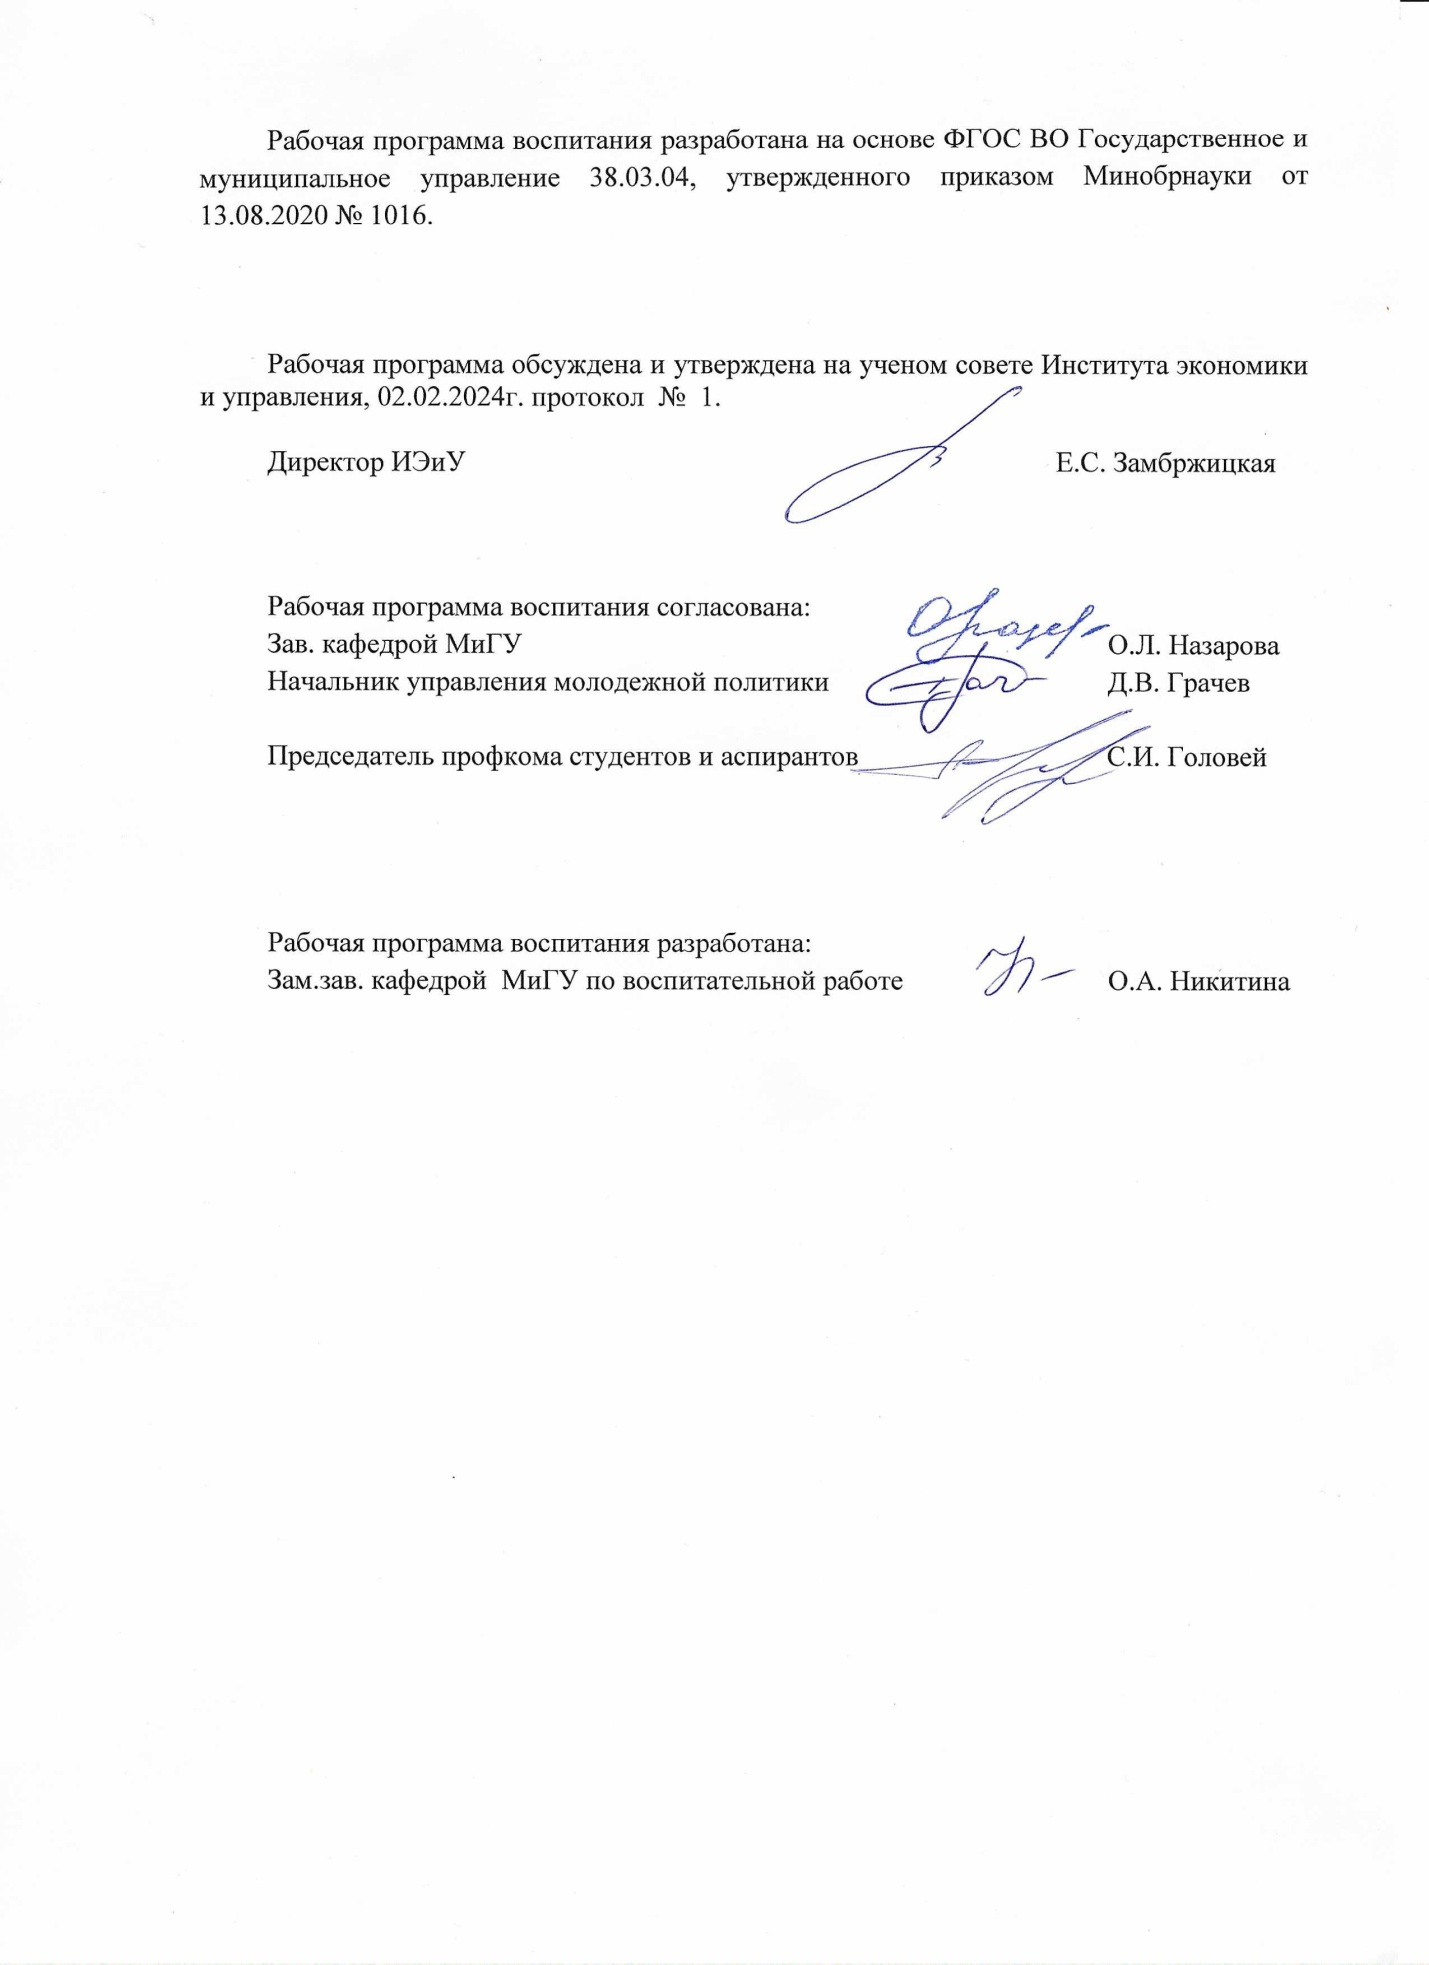 Рабочая программа воспитания разработана на основе ФГОС ВО Государственное и
муниципальное управление 38.03.04, утвержденного приказом Минобрнауки от
13.08.2020 № 1016.
Рабочая программа обсуждена и утверждена на ученом совете Института экономики
и управления, 02.02.2024г. протокол № 1.
Директор ИЭиУ Е.С. Замбржицкая
Рабочая программа воспитания согласована:
Зав. кафедрой МиГУ О.Л. Назарова
Начальник управления молодежной политики Д.В. Грачев
Председатель профкома студентов и аспирантов С.И. Головей
Рабочая программа воспитания разработана:
Зам.зав. кафедрой МиГУ по воспитательной работе О.А. Никитина